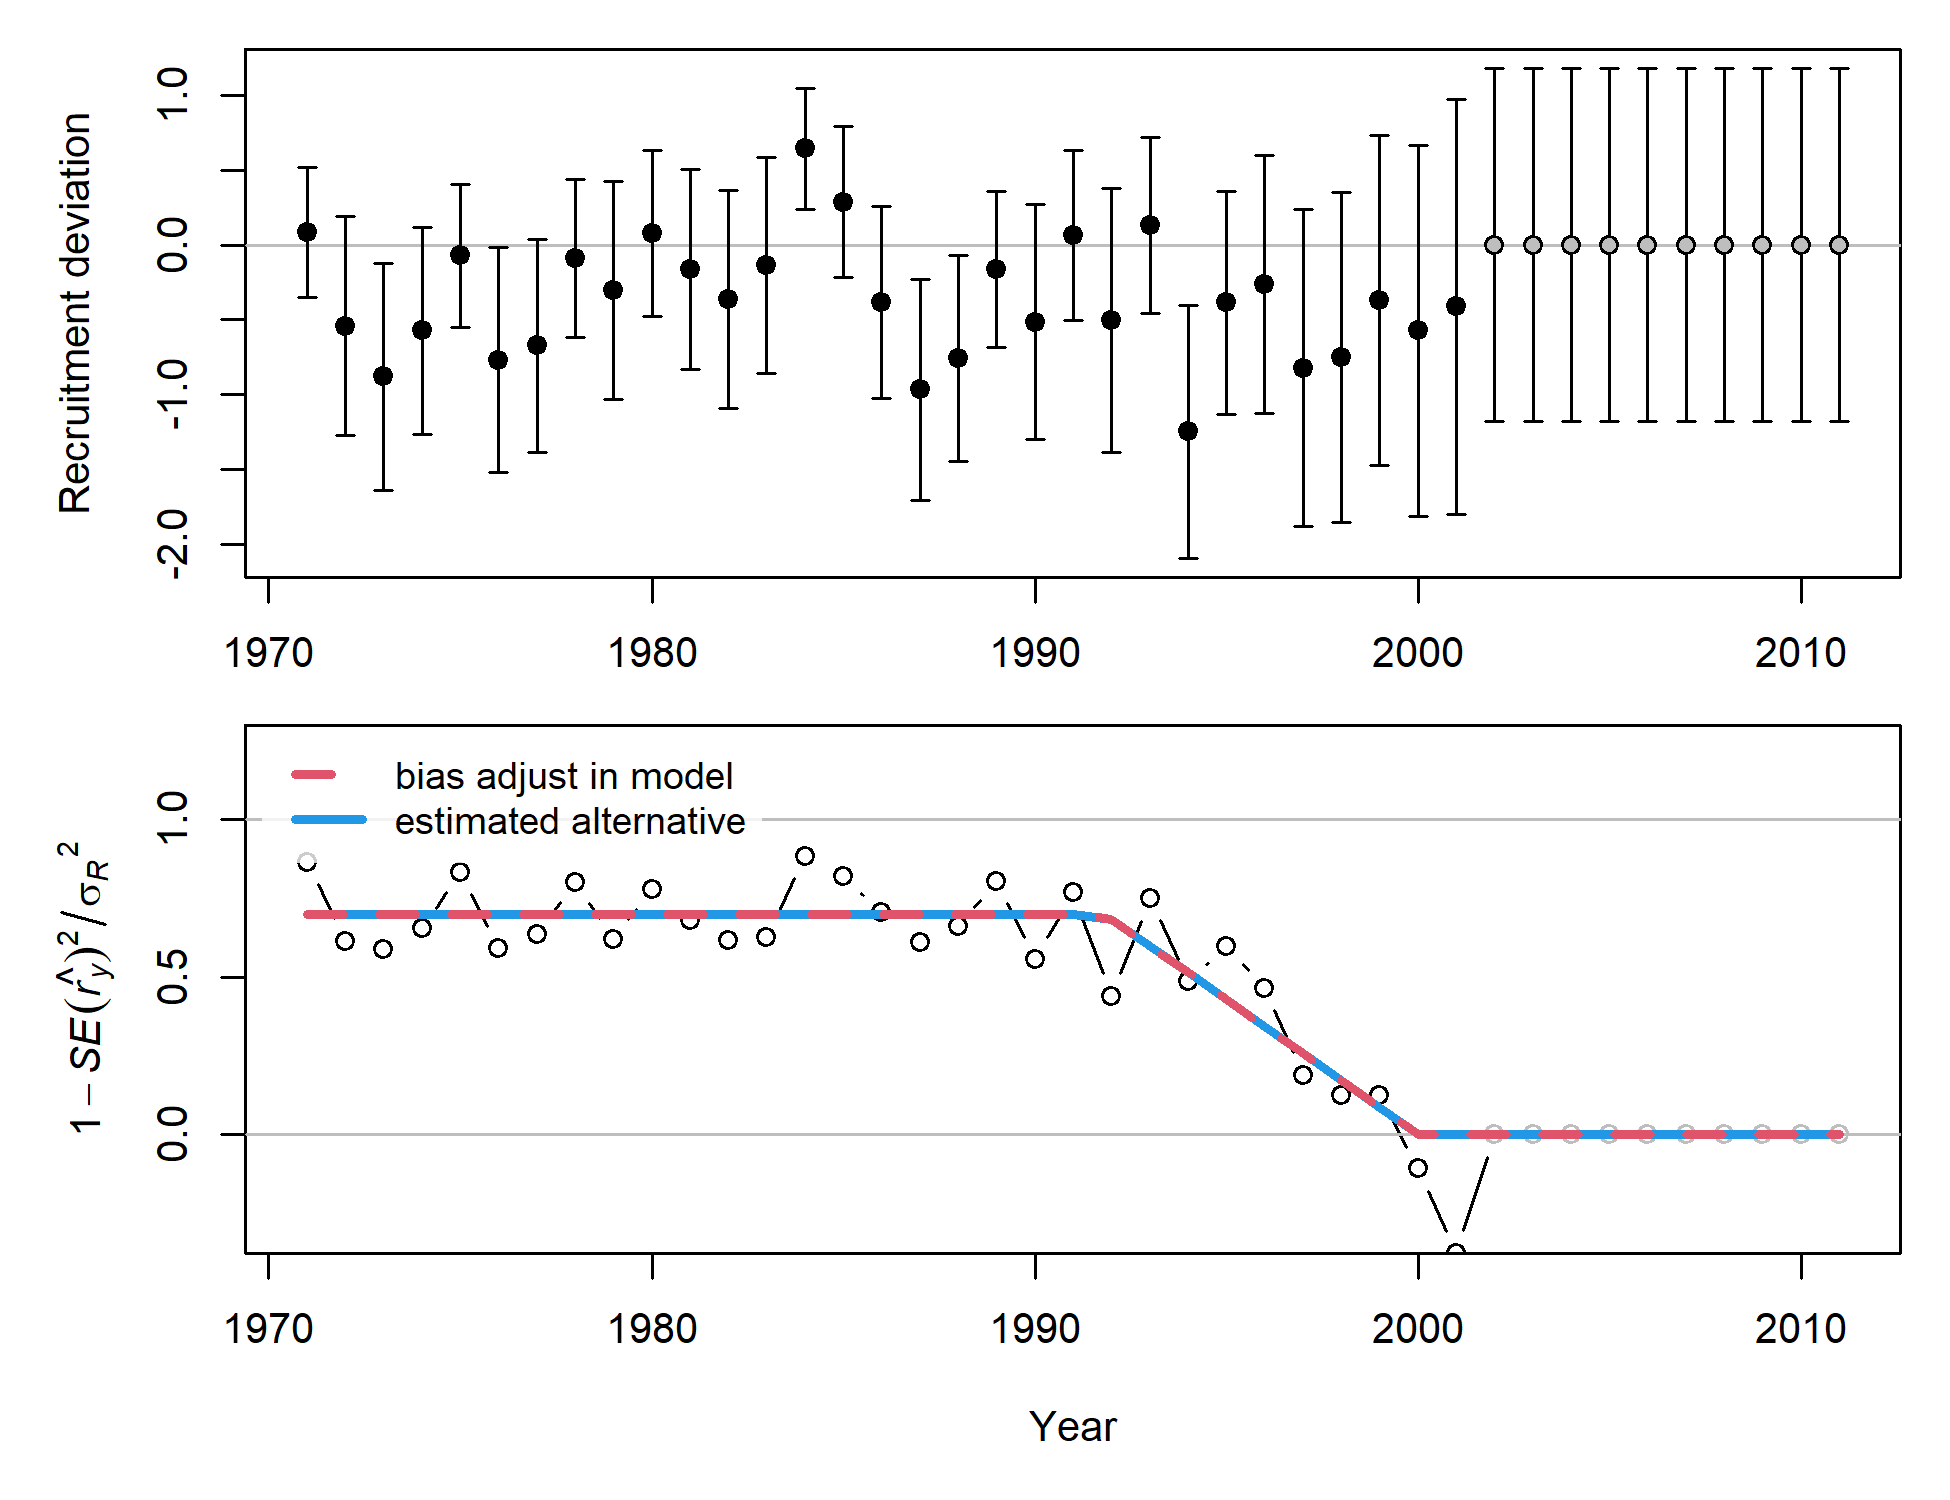 Recruitment deviation
1.0
0.0
-1.0
-2.0
1970 1980 1990 2000 2010
bias adjust in model
estimated alternative
1 − SE(r̂y)² / σR²
1.0
0.5
0.0
1970 1980 1990 2000 2010
Year